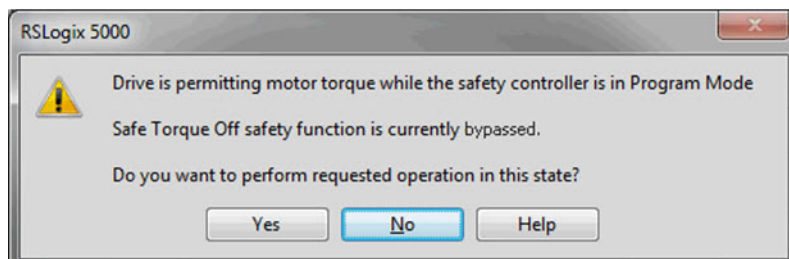 RSLogix 5000
Drive is permitting motor torque while the safety controller is in Program Mode
Safe Torque Off safety function is currently bypassed.
Do you want to perform requested operation in this state?
Yes
No
Help